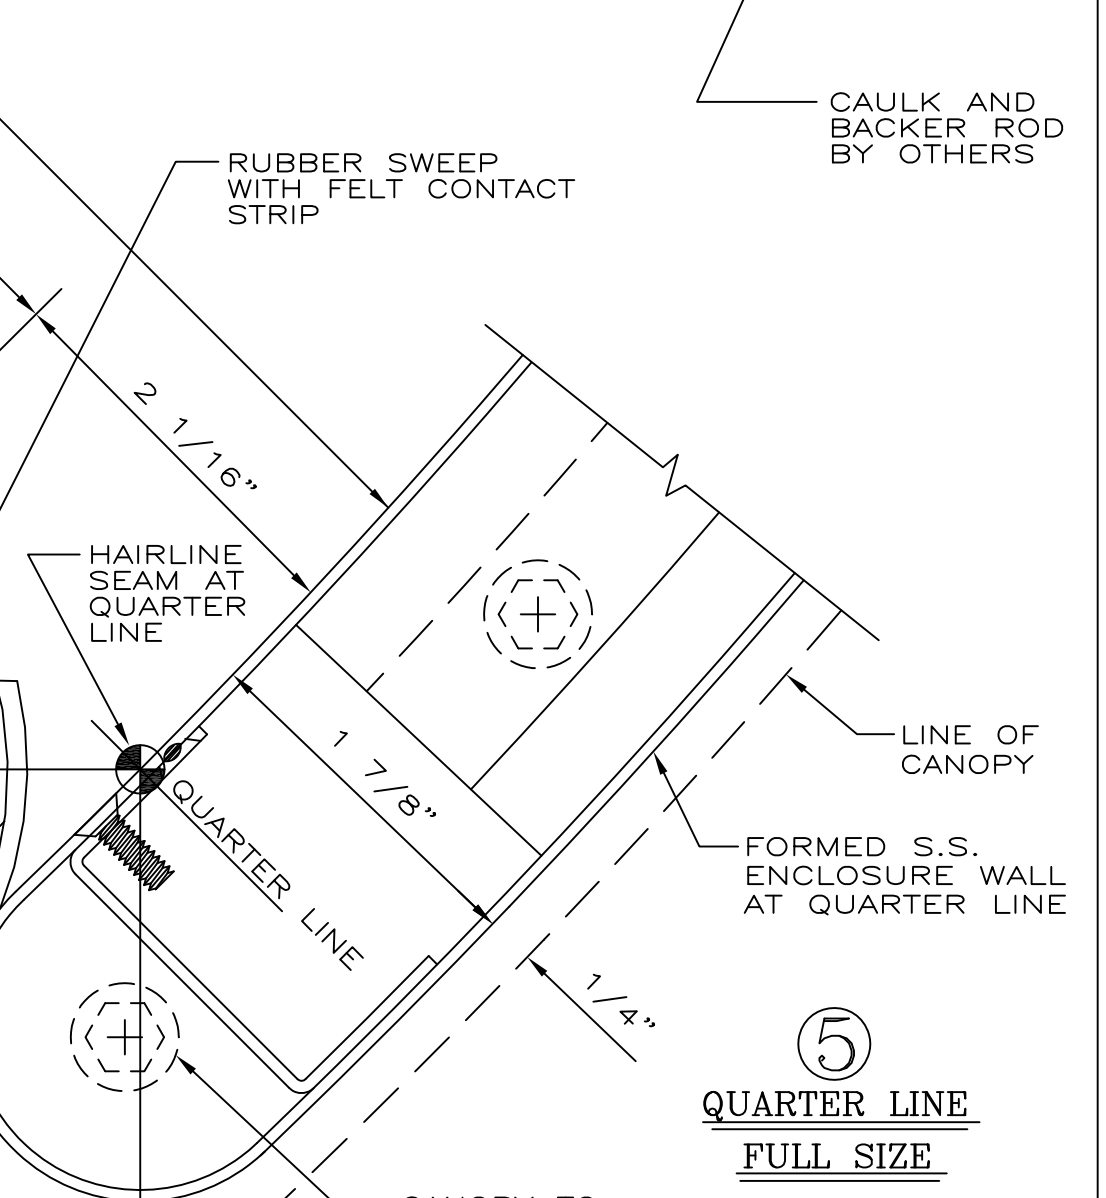 CAULK AND
BACKER ROD
BY OTHERS
RUBBER SWEEP
WITH FELT CONTACT
STRIP
2 1/16"
HAIRLINE
SEAM AT
QUARTER
LINE
1 7/8"
QUARTER LINE
LINE OF
CANOPY
FORMED S.S.
ENCLOSURE WALL
AT QUARTER LINE
1/4"
5
QUARTER LINE
FULL SIZE
CANOPY TO